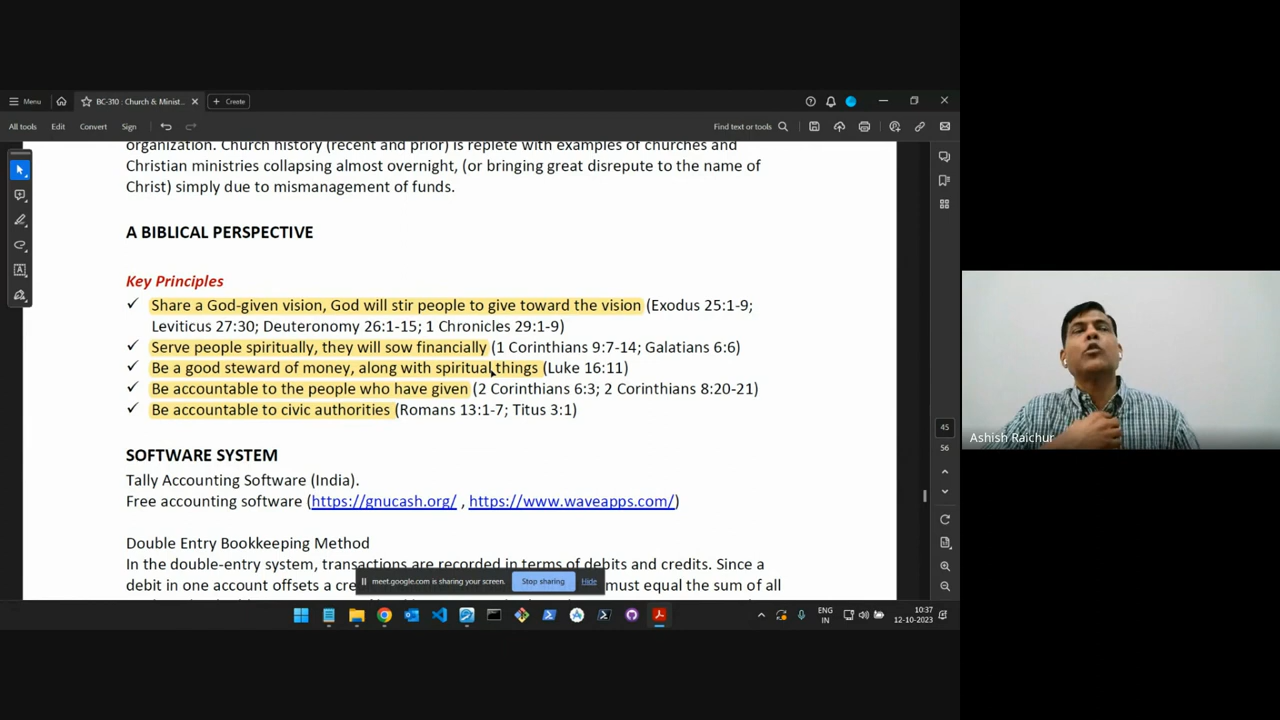 Menu
BC-310 : Church & Minist...
Create
All tools
Edit
Convert
Sign
Find text or tools
organization. Church history (recent and prior) is replete with examples of churches and
Christian ministries collapsing almost overnight, (or bringing great disrepute to the name of
Christ) simply due to mismanagement of funds.
A BIBLICAL PERSPECTIVE
Key Principles
✓ Share a God-given vision, God will stir people to give toward the vision (Exodus 25:1-9;
Leviticus 27:30; Deuteronomy 26:1-15; 1 Chronicles 29:1-9)
✓ Serve people spiritually, they will sow financially (1 Corinthians 9:7-14; Galatians 6:6)
✓ Be a good steward of money, along with spiritual things (Luke 16:11)
✓ Be accountable to the people who have given (2 Corinthians 6:3; 2 Corinthians 8:20-21)
✓ Be accountable to civic authorities (Romans 13:1-7; Titus 3:1)
SOFTWARE SYSTEM
Tally Accounting Software (India).
Free accounting software (https://gnucash.org/ , https://www.waveapps.com/)
Double Entry Bookkeeping Method
In the double-entry system, transactions are recorded in terms of debits and credits. Since a
debit in one account offsets a cre
must equal the sum of all
meet.google.com is sharing your screen.
Stop sharing
Hide
45
56
ENG
IN
10:37
12-10-2023
Ashish Raichur